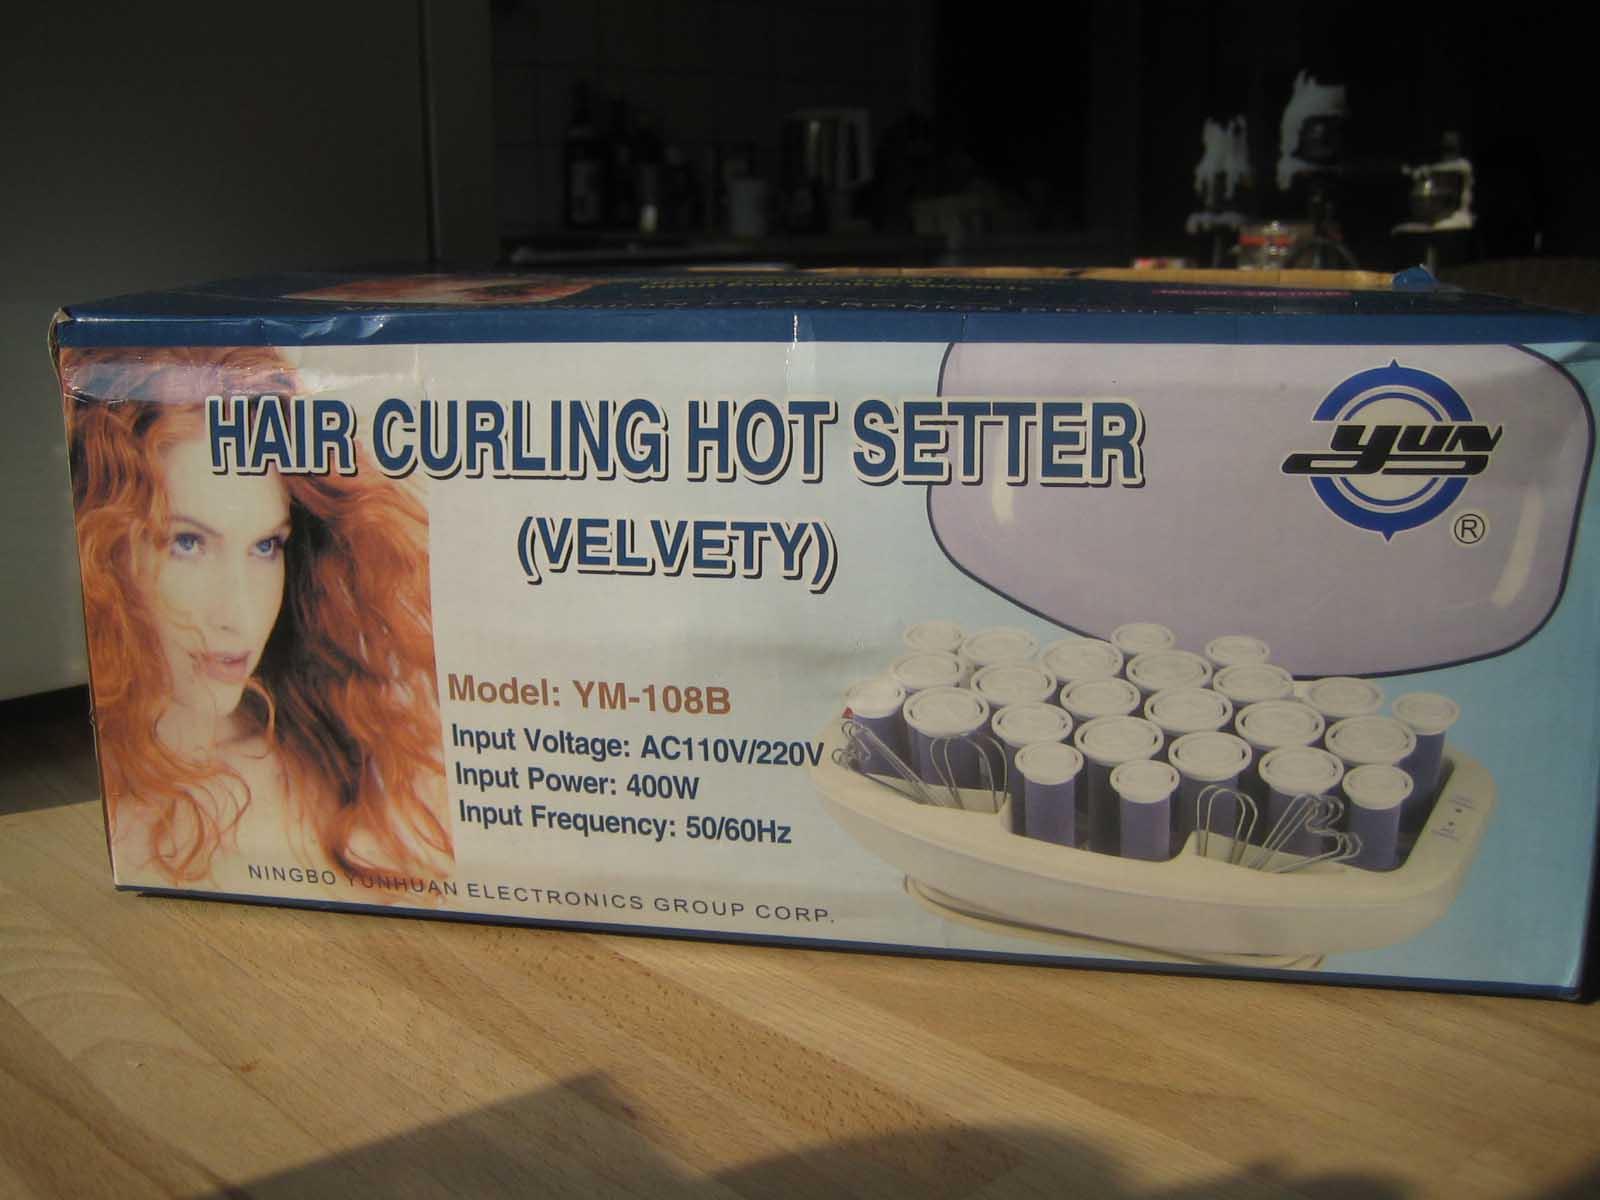 HAIR CURLING HOT SETTER
(VELVETY)
yun
®
Model: YM-108B
Input Voltage: AC110V/220V
Input Power: 400W
Input Frequency: 50/60Hz
NINGBO YUNHUAN ELECTRONICS GROUP CORP.